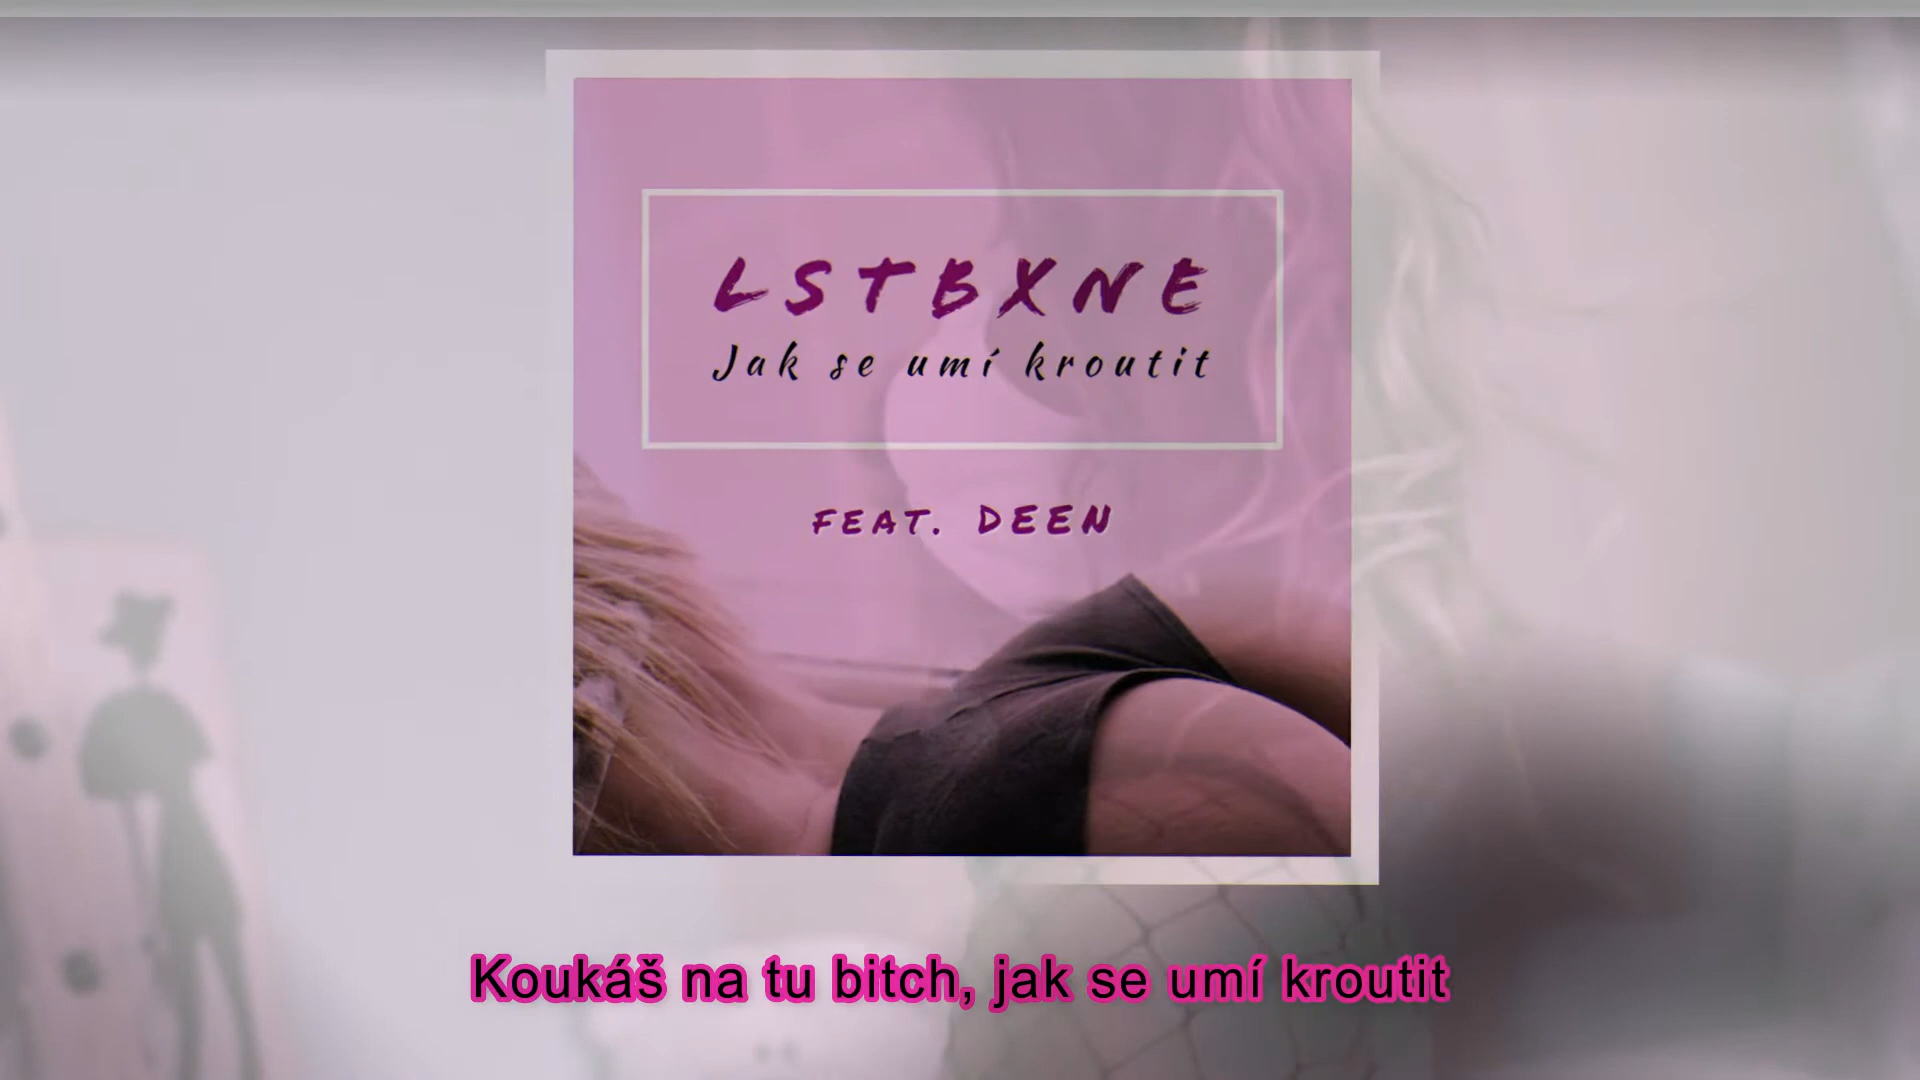 LSTBXNE
Jak se umí kroutit
FEAT. DEEN
Koukáš na tu bitch, jak se umí kroutit